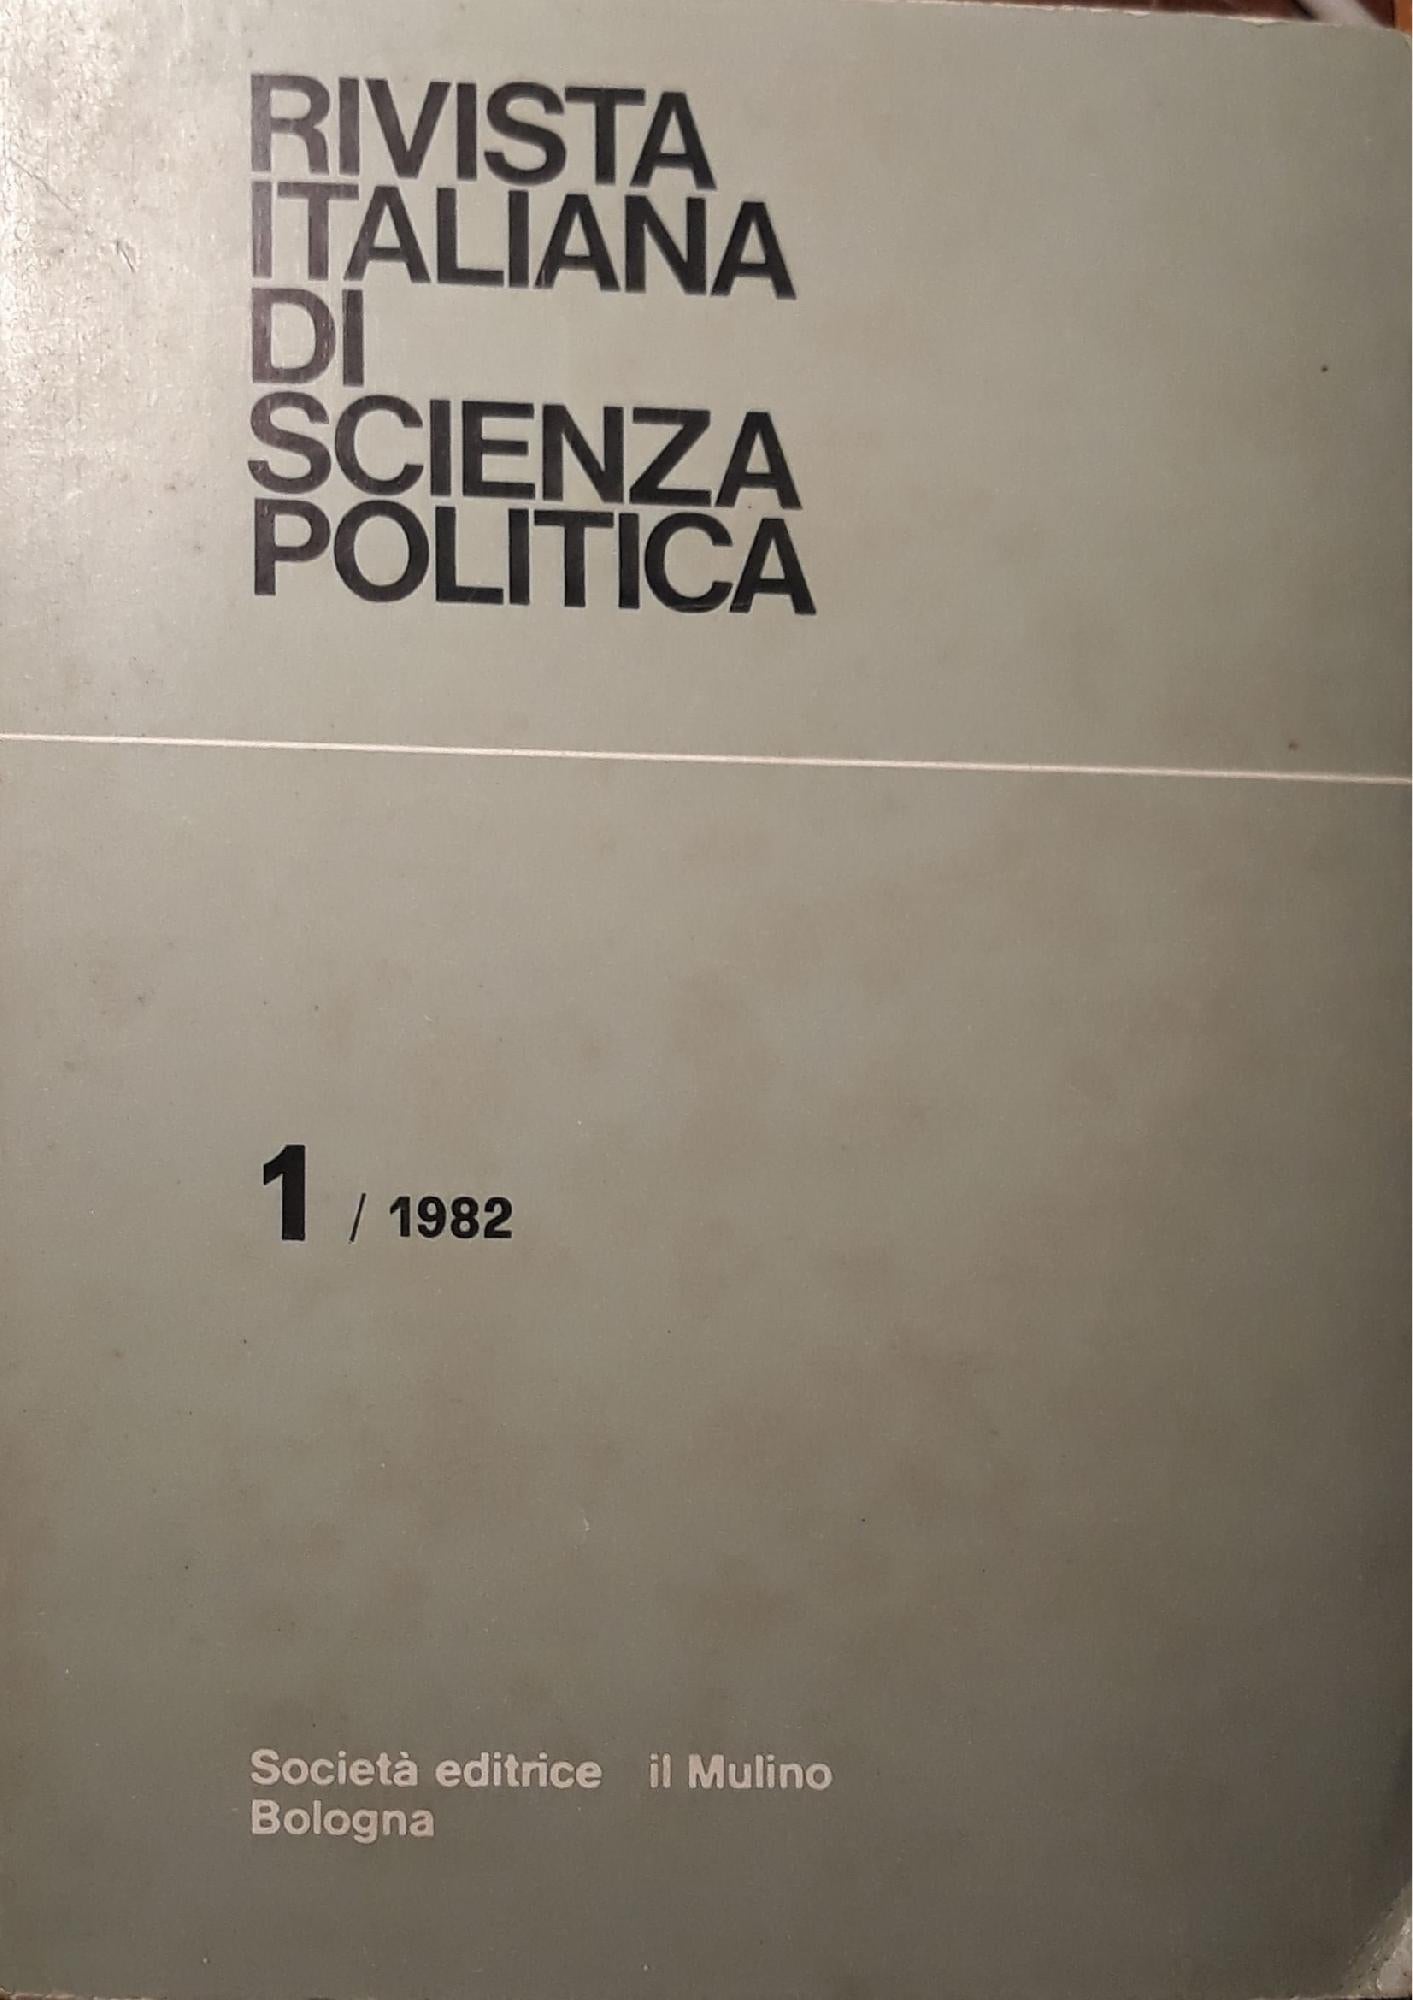 RIVISTA
ITALIANA
DI
SCIENZA
POLITICA
1 / 1982
Società editrice il Mulino
Bologna